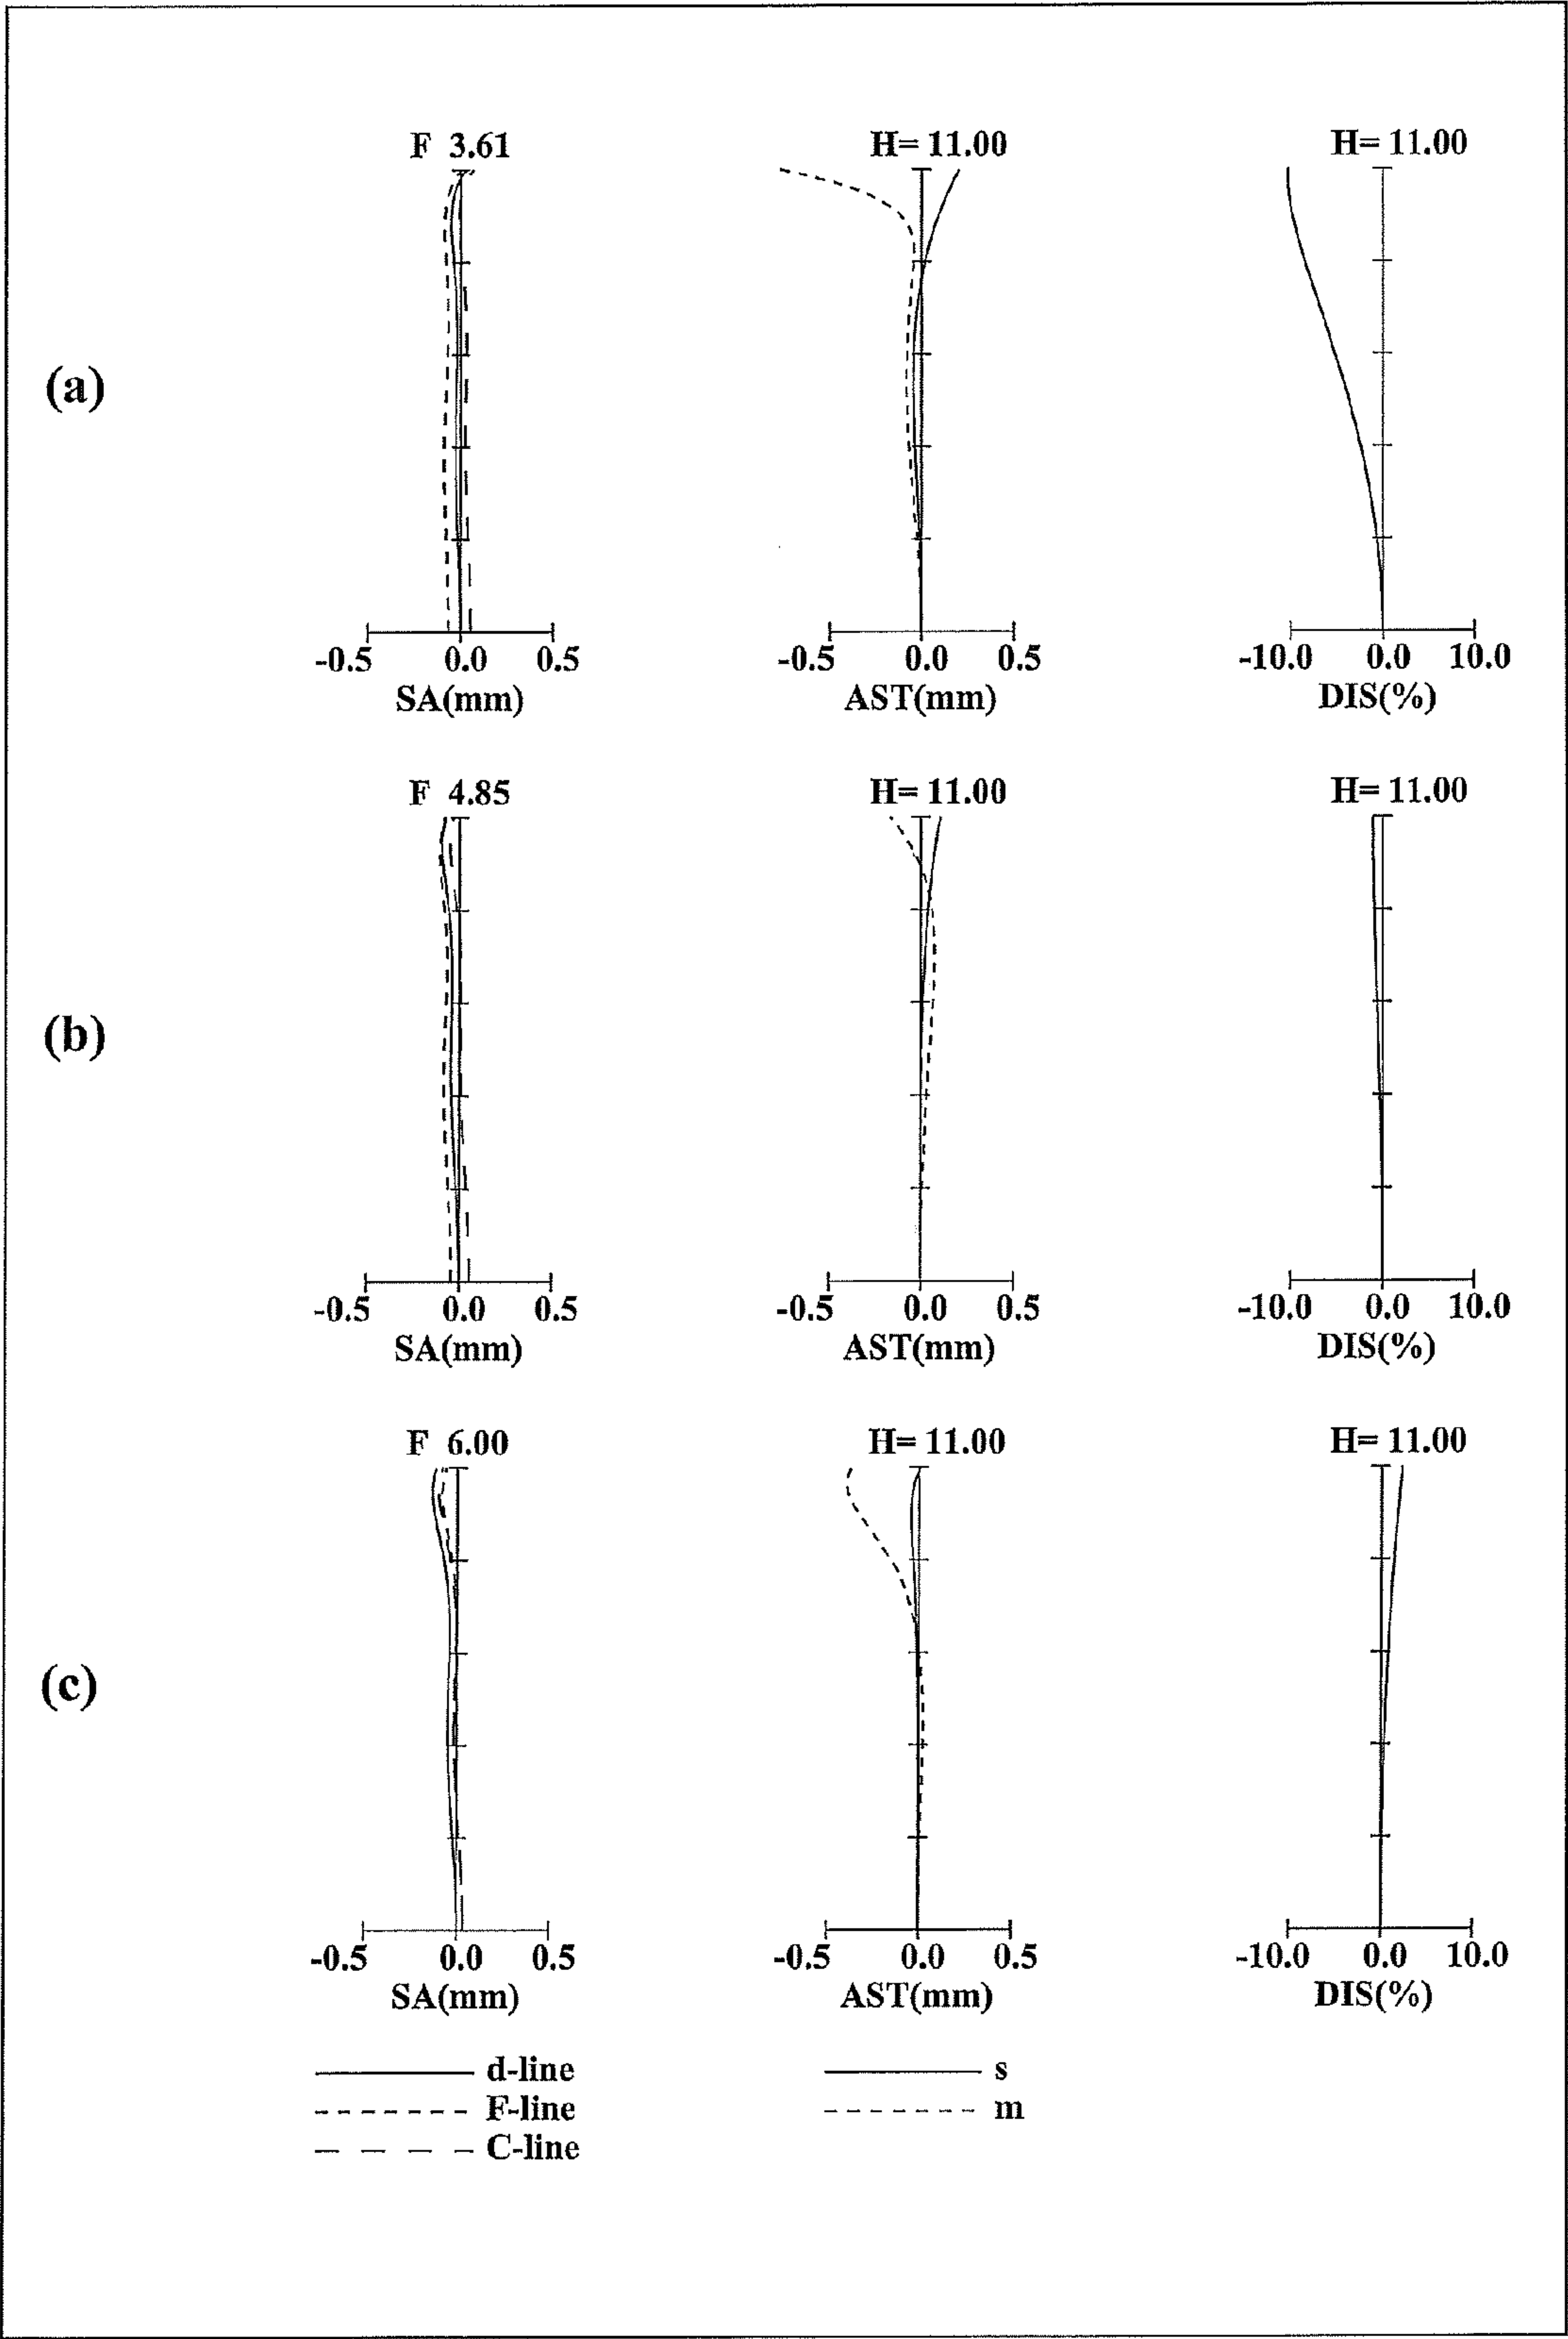 F 3.61 H= 11.00 H= 11.00
(a)
-0.5 0.0 0.5 -0.5 0.0 0.5 -10.0 0.0 10.0
SA(mm) AST(mm) DIS(%)
F 4.85 H= 11.00 H= 11.00
(b)
-0.5 0.0 0.5 -0.5 0.0 0.5 -10.0 0.0 10.0
SA(mm) AST(mm) DIS(%)
F 6.00 H= 11.00 H= 11.00
(c)
-0.5 0.0 0.5 -0.5 0.0 0.5 -10.0 0.0 10.0
SA(mm) AST(mm) DIS(%)
d-line s
F-line m
C-line